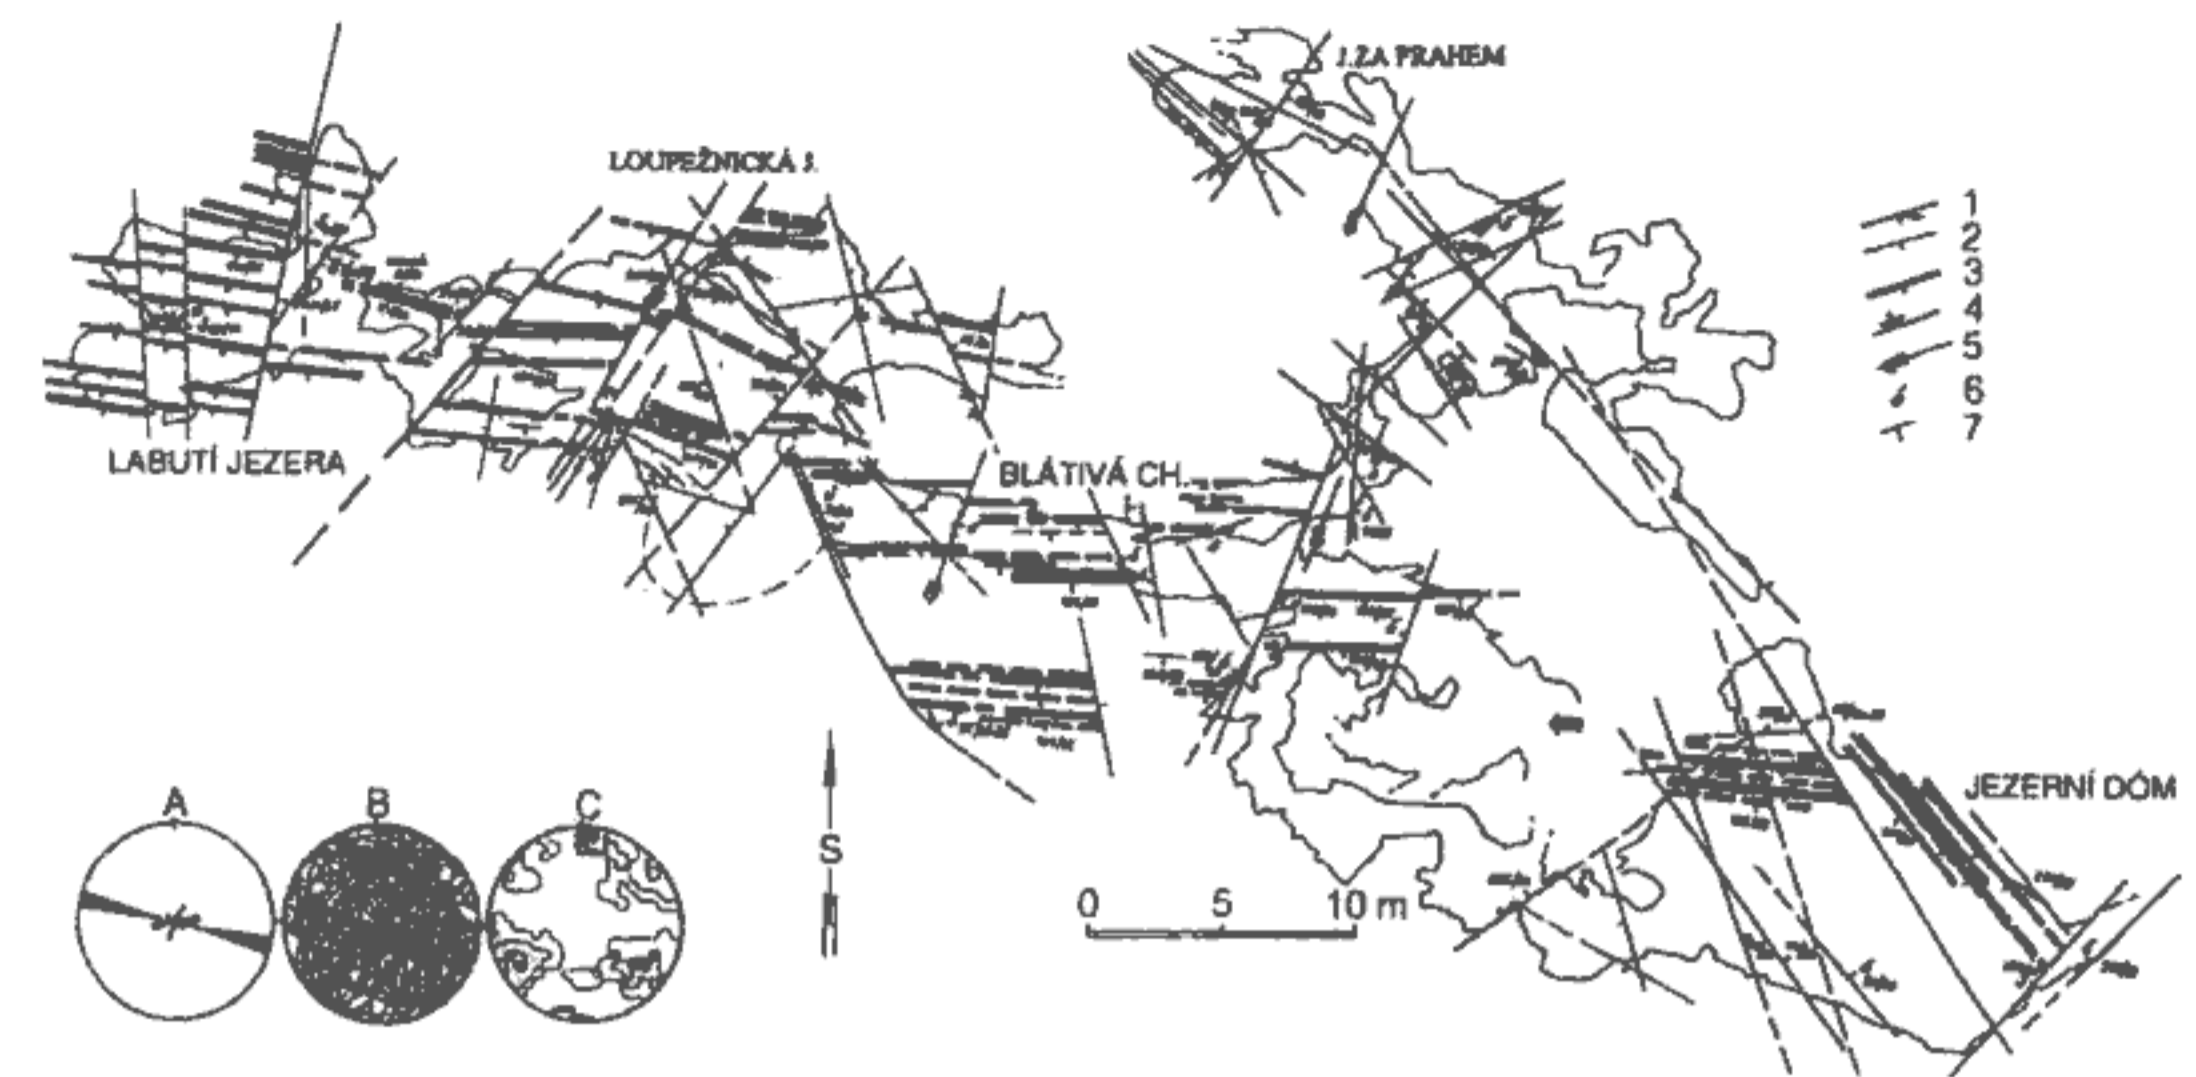 J.ZA PRAHEM
LOUPEŽNICKÁ J.
1
2
3
4
5
6
7
LABUTÍ JEZERA
BLÁTIVÁ CH.
JEZERNÍ DÓM
A
B
C
S
0 5 10 m